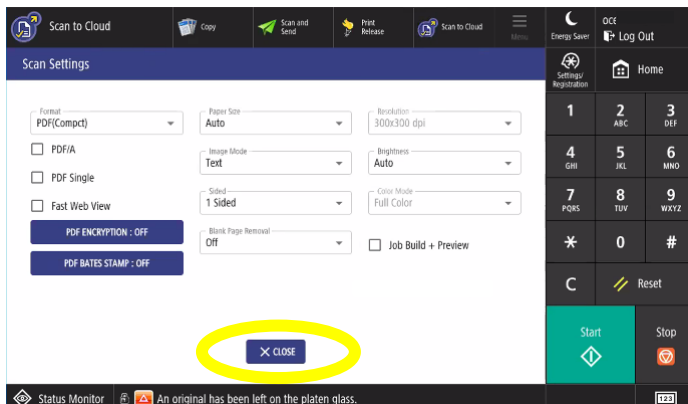 Scan to Cloud
Copy
Scan and
Send
Print
Release
Scan to Cloud
Menu
Energy Saver
OCE
Log Out
Scan Settings
Settings/
Registration
Home
Format
PDF(Compct)
Paper Size
Auto
Resolution
300x300 dpi
PDF/A
Image Mode
Text
Brightness
Auto
PDF Single
Fast Web View
Sided
1 Sided
Color Mode
Full Color
PDF ENCRYPTION : OFF
Blank Page Removal
Off
Job Build + Preview
PDF BATES STAMP : OFF
CLOSE
1
2
ABC
3
DEF
4
GHI
5
JKL
6
MNO
7
PQRS
8
TUV
9
WXYZ
*
0
#
C
Reset
Start
Stop
Status Monitor
An original has been left on the platen glass.
123